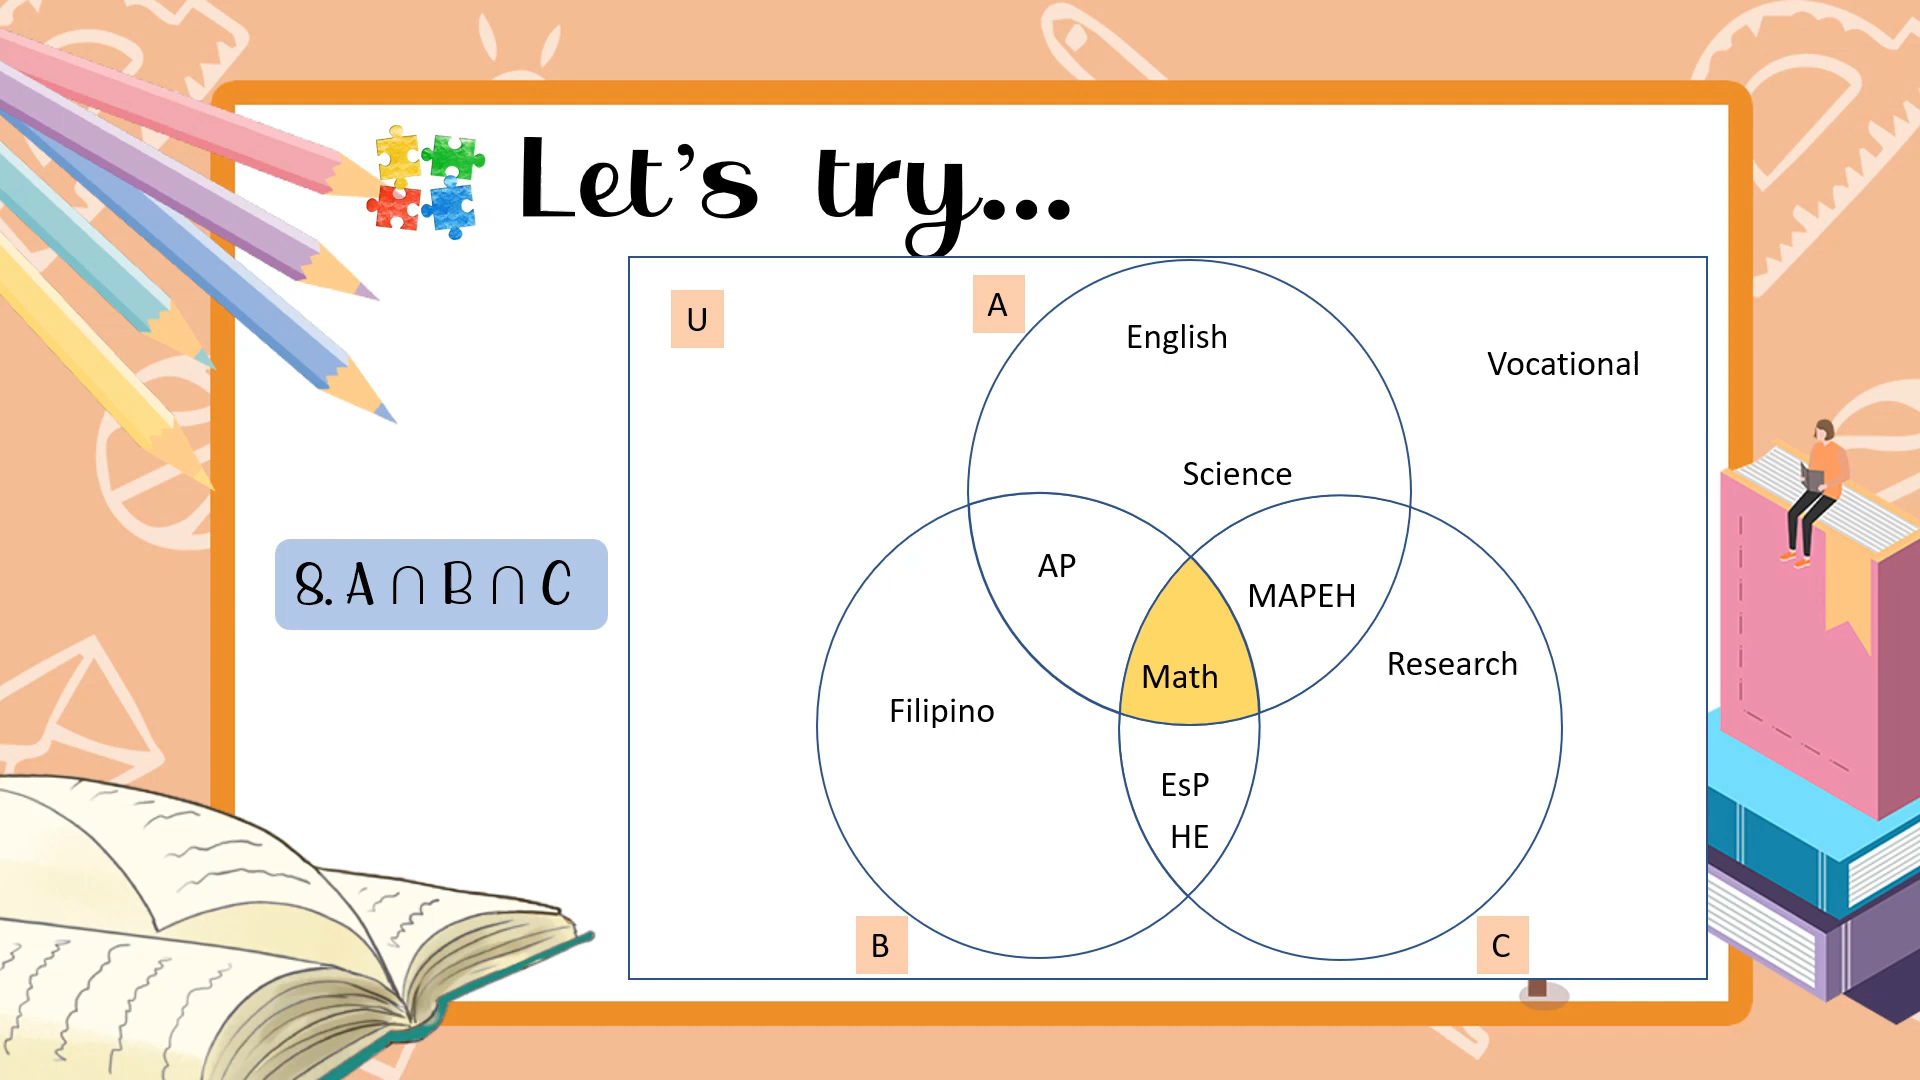 Let's try...
U
A
English
Vocational
Science
8. A ∩ B ∩ C
AP
MAPEH
Research
Math
Filipino
EsP
HE
B
C